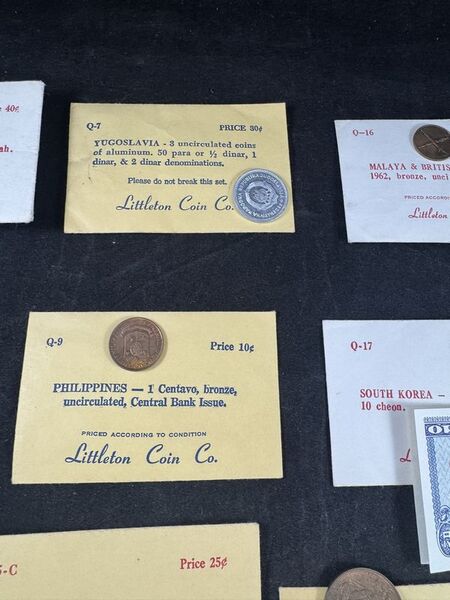 e 40¢
ah.
Q-7 PRICE 30¢
YUGOSLAVIA - 3 uncirculated coins
of aluminum. 50 para or ½ dinar, 1
dinar, & 2 dinar denominations.
Please do not break this set.
Littleton Coin Co.
Q-16
MALAYA & BRITIS
1962, bronze, unci
PRICED ACCORDI
Littleton
Q-9 Price 10¢
PHILIPPINES — 1 Centavo, bronze,
uncirculated, Central Bank Issue.
PRICED ACCORDING TO CONDITION
Littleton Coin Co.
Q-17
SOUTH KOREA -
10 cheon.
L
5-C Price 25¢